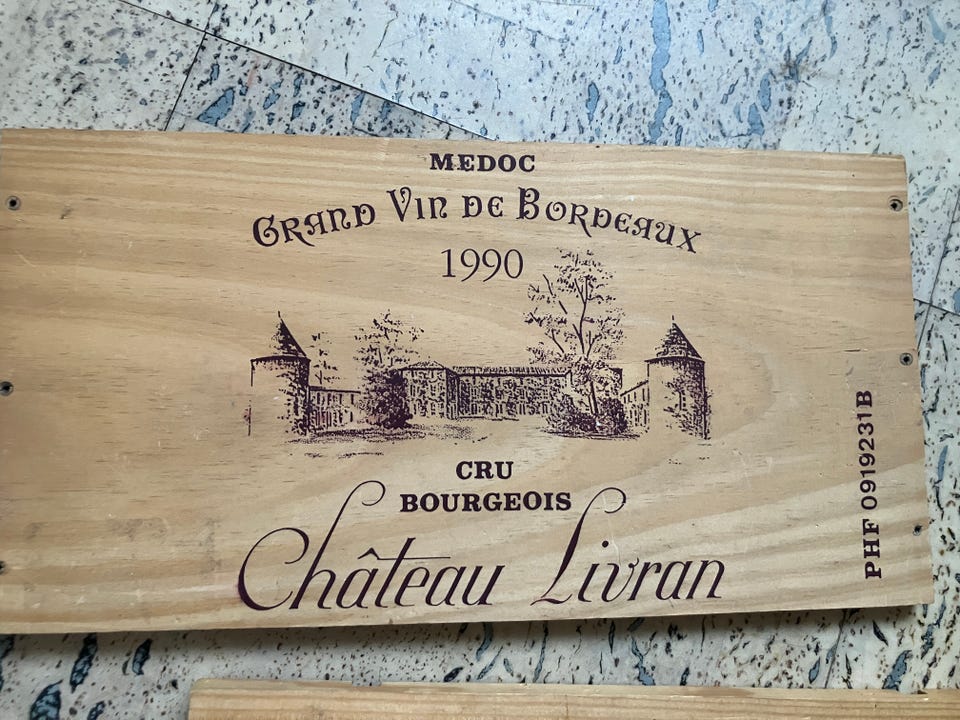 MEDOC
GRAND VIN DE BORDEAUX
1990
CRU
BOURGEOIS
Château Livran
PHF 0919231B